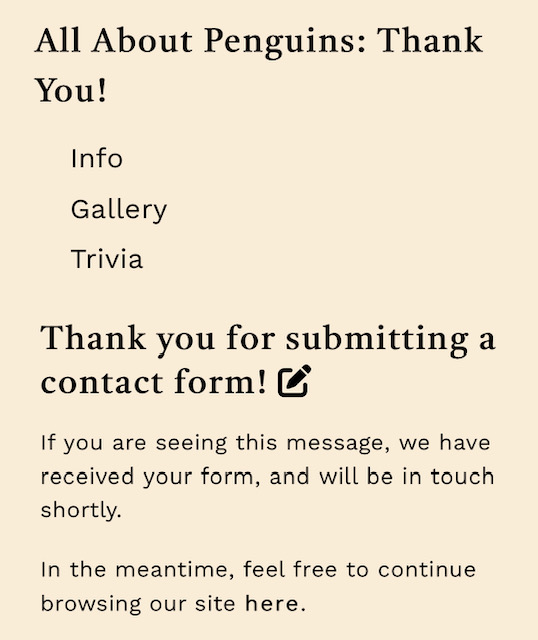 All About Penguins: Thank
You!
Info
Gallery
Trivia
Thank you for submitting a
contact form!
If you are seeing this message, we have
received your form, and will be in touch
shortly.
In the meantime, feel free to continue
browsing our site here.